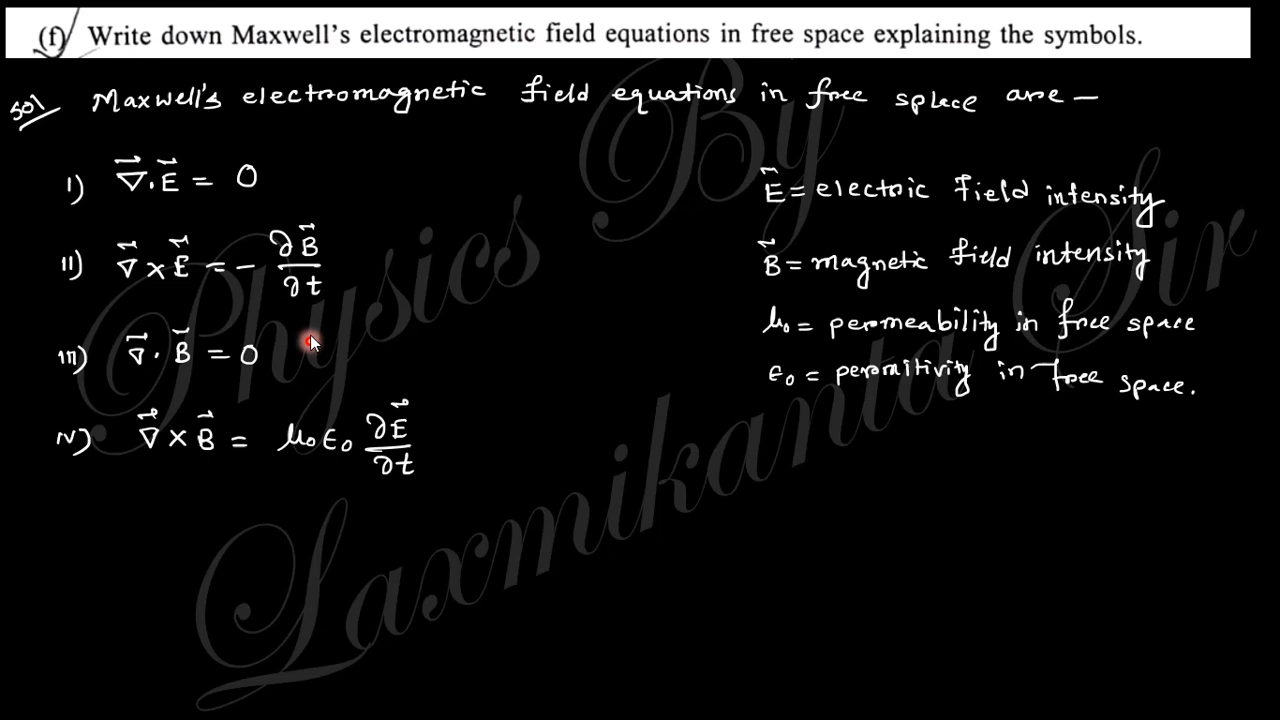 (f) Write down Maxwell's electromagnetic field equations in free space explaining the symbols.
Sol Maxwell's electromagnetic field equations in free splace are —
I) ∇⃗·E⃗ = 0
II) ∇⃗×E⃗ = - ∂B⃗/∂t
III) ∇⃗·B⃗ = 0
IV) ∇⃗×B⃗ = μ₀ϵ₀ ∂E⃗/∂t
E⃗ = electric field intensity
B⃗ = magnetic field intensity
μ₀ = permeability in free space
ϵ₀ = permitivity in free space.
Physics By
Laxmikanta Sir